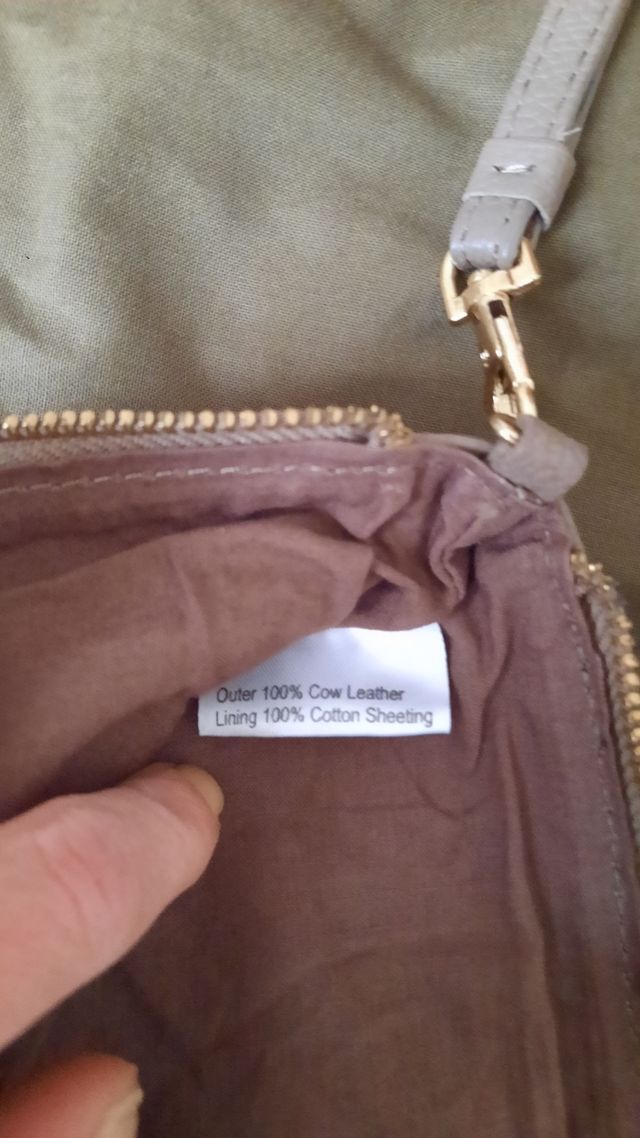 Outer 100% Cow Leather
Lining 100% Cotton Sheeting